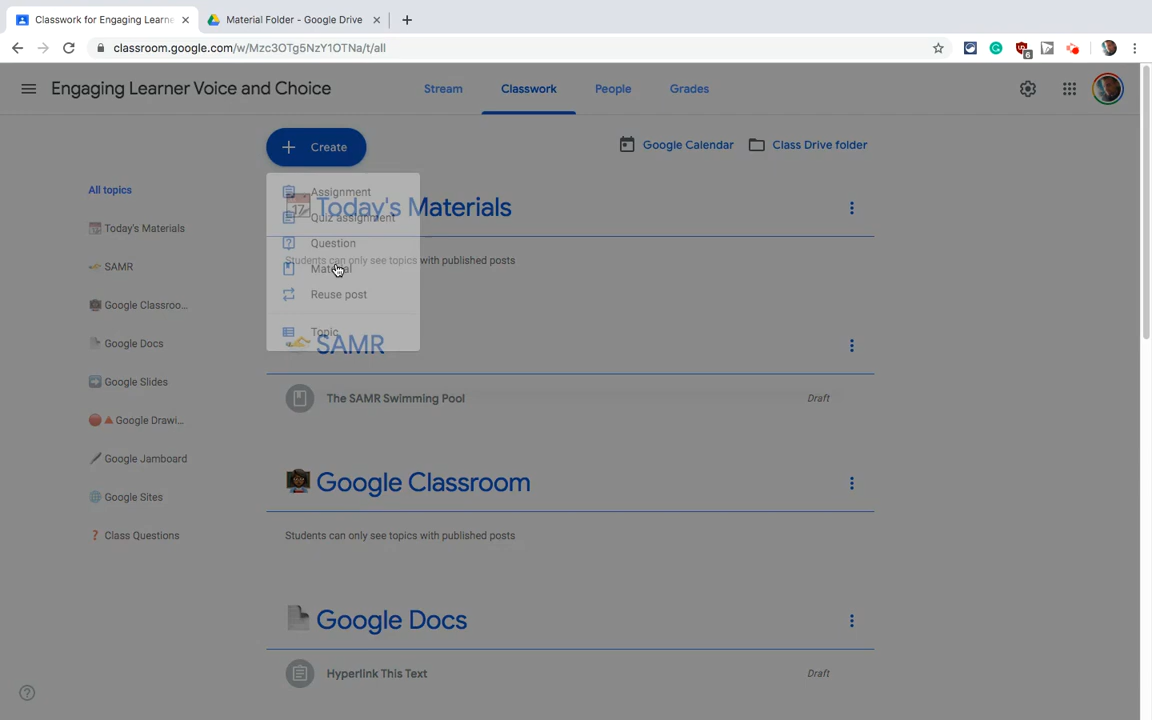 Classwork for Engaging Learne
Material Folder - Google Drive
classroom.google.com/w/Mzc3OTg5NzY1OTNa/t/all
6
Engaging Learner Voice and Choice
Stream
Classwork
People
Grades
Create
Google Calendar
Class Drive folder
All topics
Today's Materials
SAMR
Google Classroo...
Google Docs
Google Slides
Google Drawi...
Google Jamboard
Google Sites
Class Questions
Assignment
Quiz assignment
Question
Material
Reuse post
Topic
17
Today's Materials
Students can only see topics with published posts
SAMR
The SAMR Swimming Pool
Draft
Google Classroom
Students can only see topics with published posts
Google Docs
Hyperlink This Text
Draft